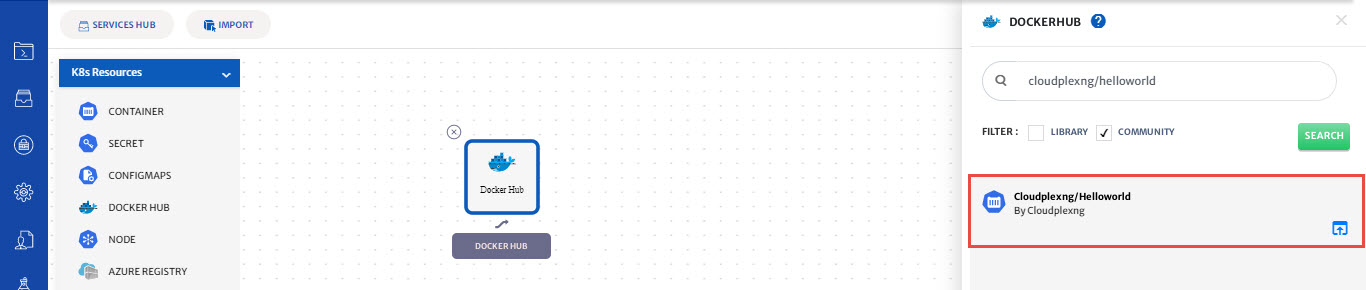 SERVICES HUB
IMPORT
K8s Resources
CONTAINER
SECRET
CONFIGMAPS
DOCKER HUB
NODE
AZURE REGISTRY
Docker Hub
DOCKER HUB
DOCKERHUB ?
cloudplexng/helloworld
FILTER : LIBRARY COMMUNITY
SEARCH
Cloudplexng/Helloworld
By Cloudplexng